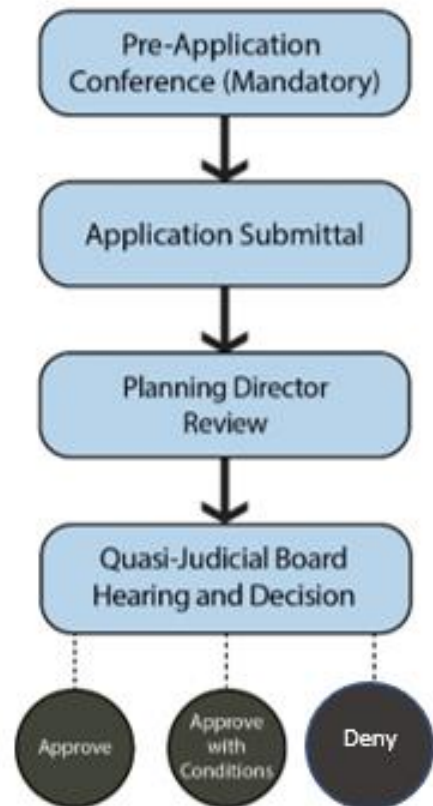 Pre-Application
Conference (Mandatory)
Application Submittal
Planning Director
Review
Quasi-Judicial Board
Hearing and Decision
Approve
Approve
with
Conditions
Deny